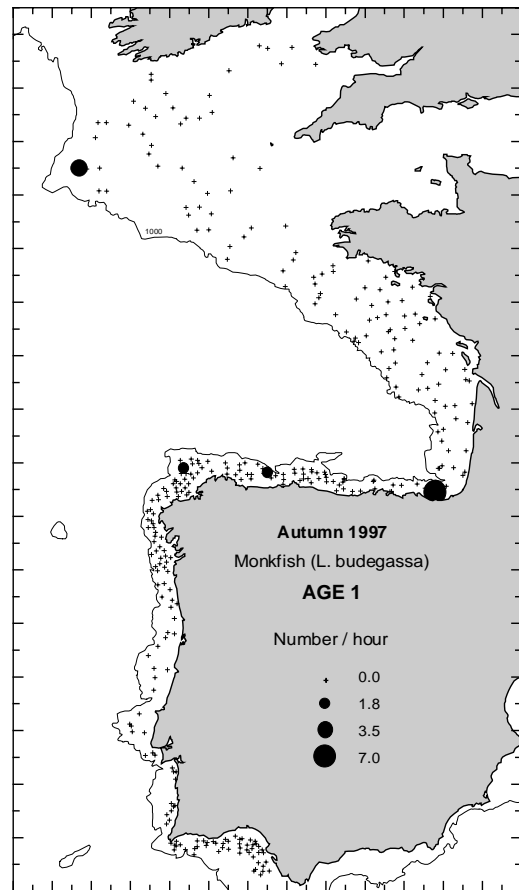 1000
Autumn 1997
Monkfish (L. budegassa)
AGE 1
Number / hour
0.0
1.8
3.5
7.0